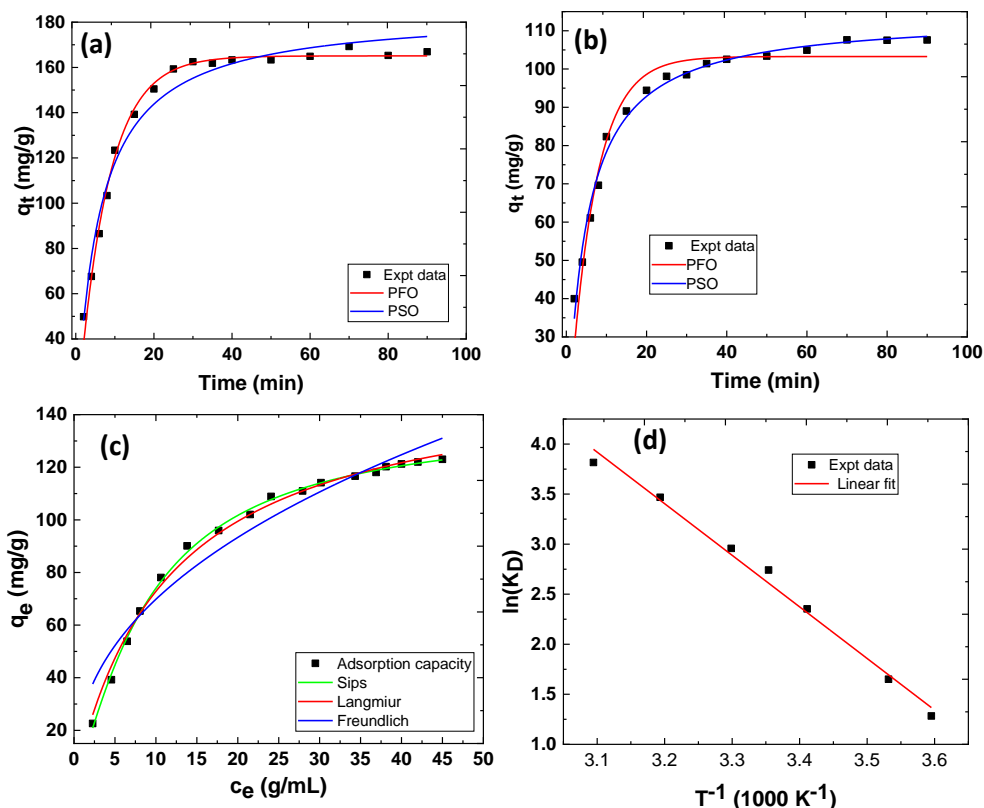 (a)
q_t (mg/g)
180
160
140
120
100
80
60
40
0 20 40 60 80 100
Time (min)
Expt data
PFO
PSO
(b)
q_t (mg/g)
110
100
90
80
70
60
50
40
30
0 20 40 60 80 100
Time (min)
Expt data
PFO
PSO
(c)
q_e (mg/g)
140
120
100
80
60
40
20
0 5 10 15 20 25 30 35 40 45 50
c_e (g/mL)
Adsorption capacity
Sips
Langmiur
Freundlich
(d)
ln(K_D)
4.0
3.5
3.0
2.5
2.0
1.5
1.0
3.1 3.2 3.3 3.4 3.5 3.6
T^-1 (1000 K^-1)
Expt data
Linear fit